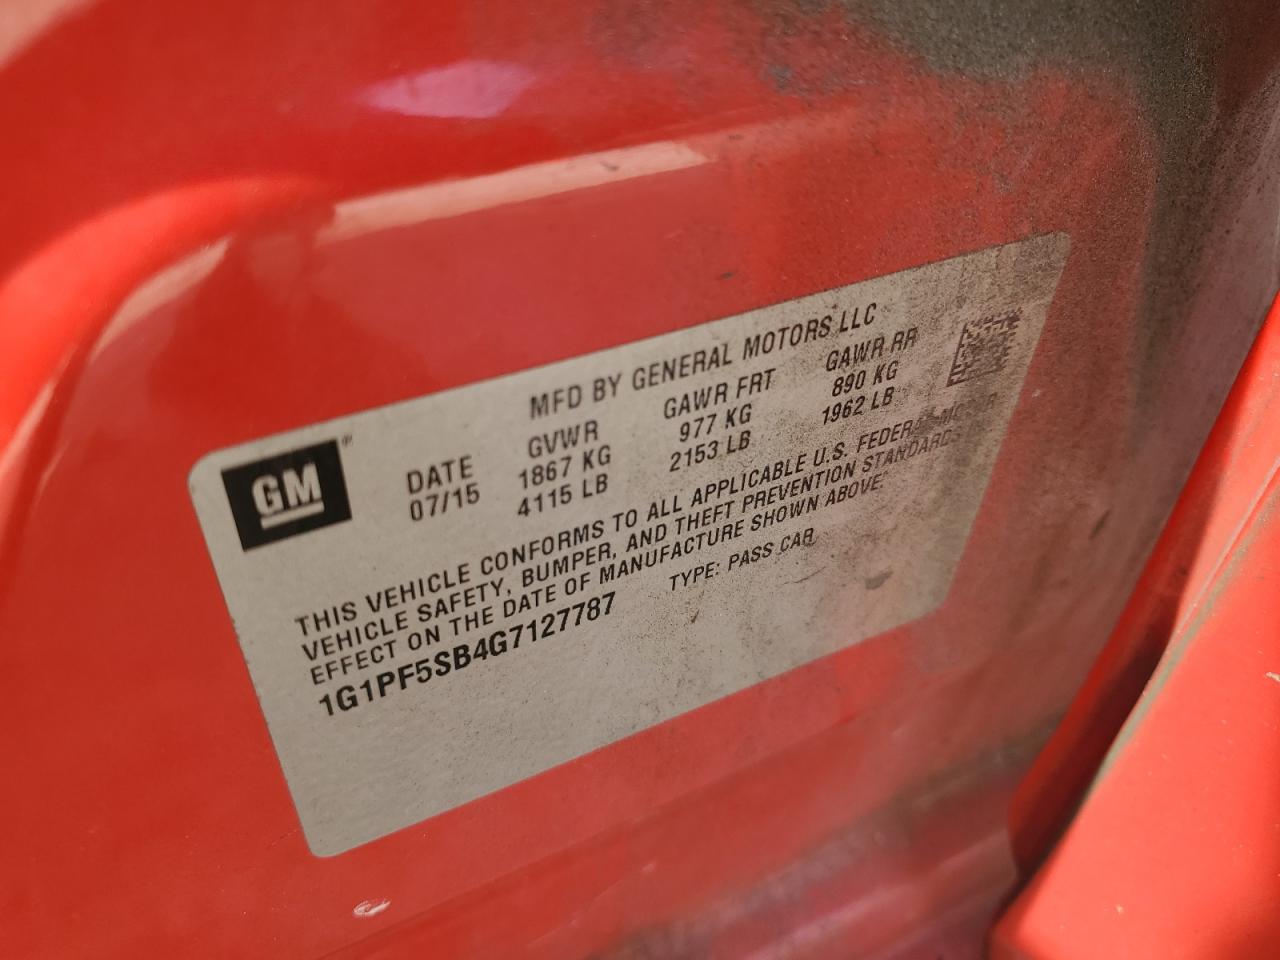 MFD BY GENERAL MOTORS LLC
GM®
DATE GVWR GAWR FRT GAWR RR
07/15 1867 KG 977 KG 890 KG
4115 LB 2153 LB 1962 LB
THIS VEHICLE CONFORMS TO ALL APPLICABLE U.S. FEDERAL MOTOR
VEHICLE SAFETY, BUMPER, AND THEFT PREVENTION STANDARDS IN
EFFECT ON THE DATE OF MANUFACTURE SHOWN ABOVE.
1G1PF5SB4G7127787 TYPE: PASS CAR